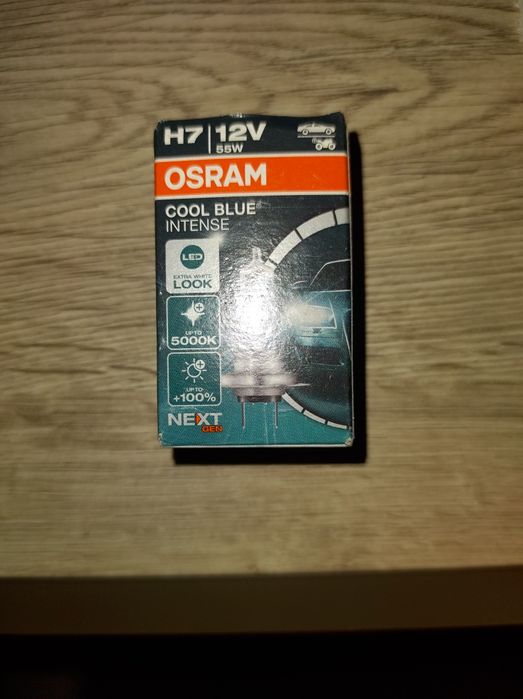 H7 12V
55W
OSRAM
COOL BLUE®
INTENSE
LED
EXTRA WHITE
LOOK
UP TO
5000K
UP TO
+100%
NEXT
GEN